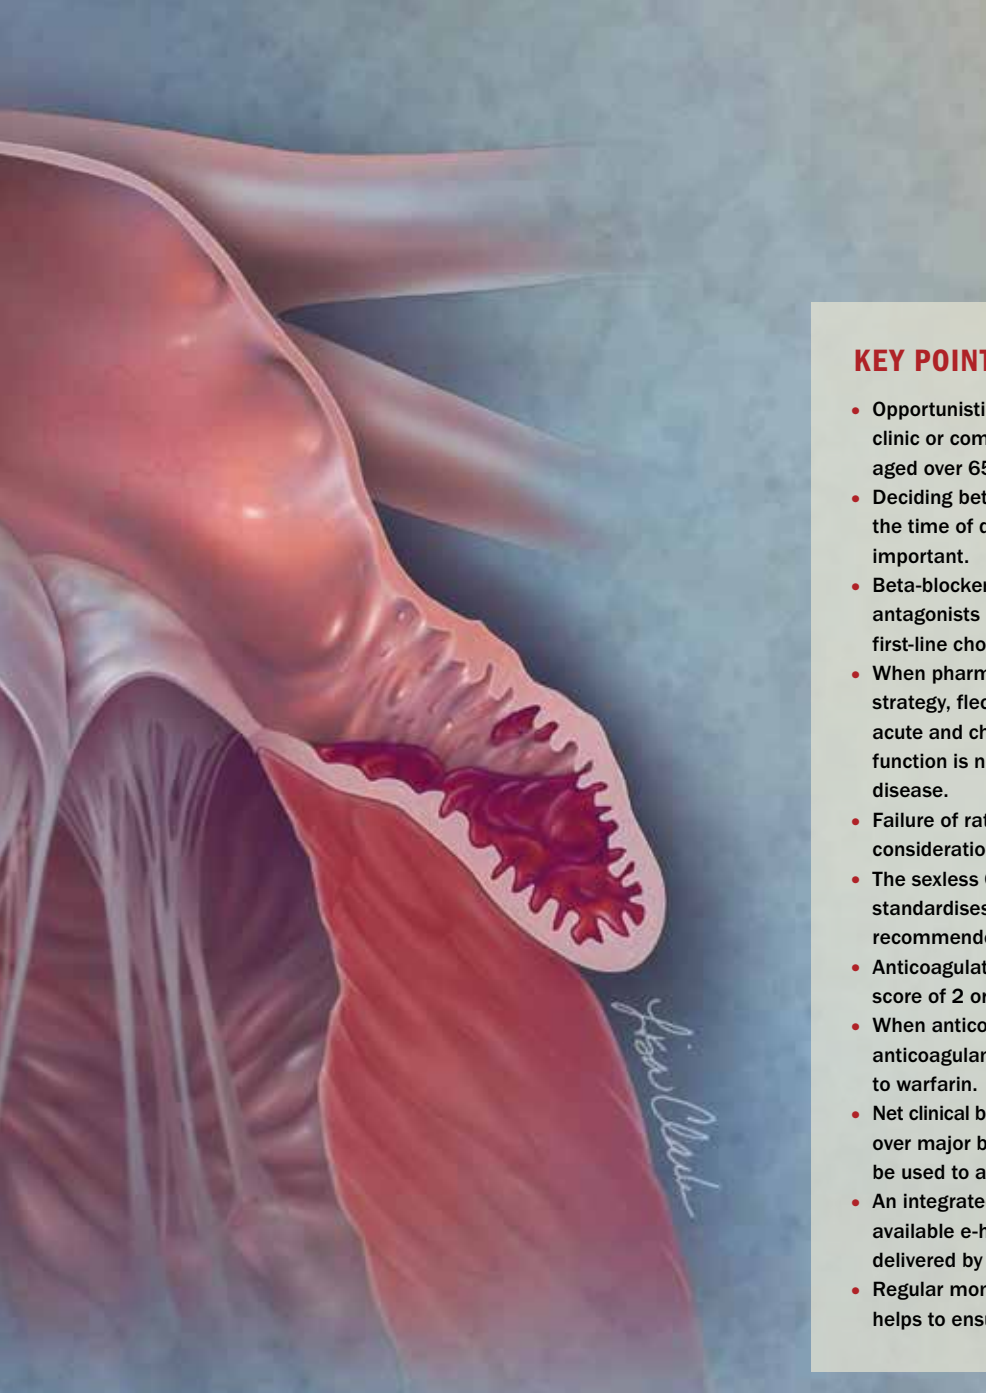 KEY POINT
• Opportunisti
clinic or com
aged over 65
• Deciding bet
the time of d
important.
• Beta-blocker
antagonists
first-line cho
• When pharm
strategy, flec
acute and ch
function is n
disease.
• Failure of rat
consideratio
• The sexless
standardises
recommende
• Anticoagulat
score of 2 or
• When antico
anticoagulan
to warfarin.
• Net clinical b
over major b
be used to a
• An integrate
available e-h
delivered by
• Regular mon
helps to ensu
Lisa Clark